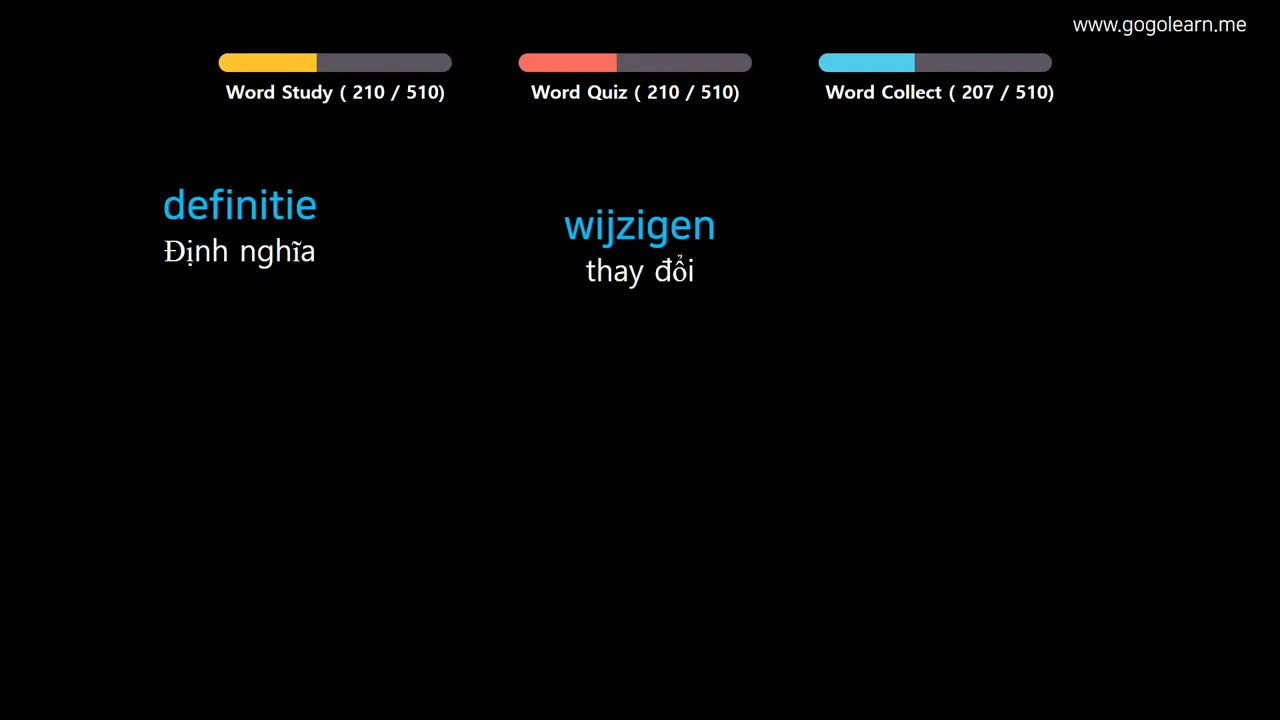 www.gogolearn.me
Word Study ( 210 / 510)
Word Quiz ( 210 / 510)
Word Collect ( 207 / 510)
definitie
Định nghĩa
wijzigen
thay đổi